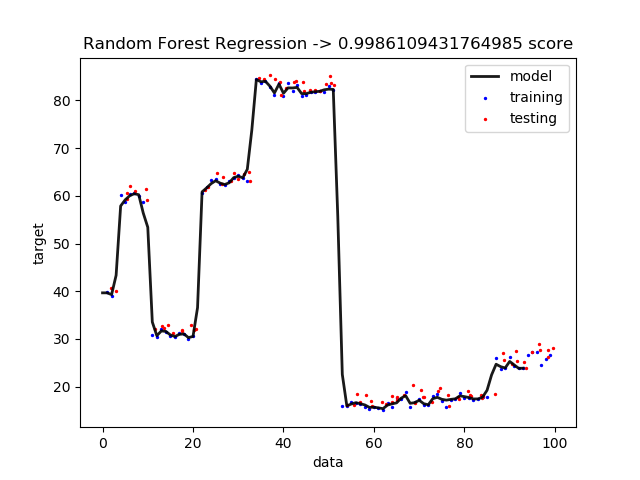 Random Forest Regression -> 0.9986109431764985 score
model
training
testing
target
80
70
60
50
40
30
20
0 20 40 60 80 100
data